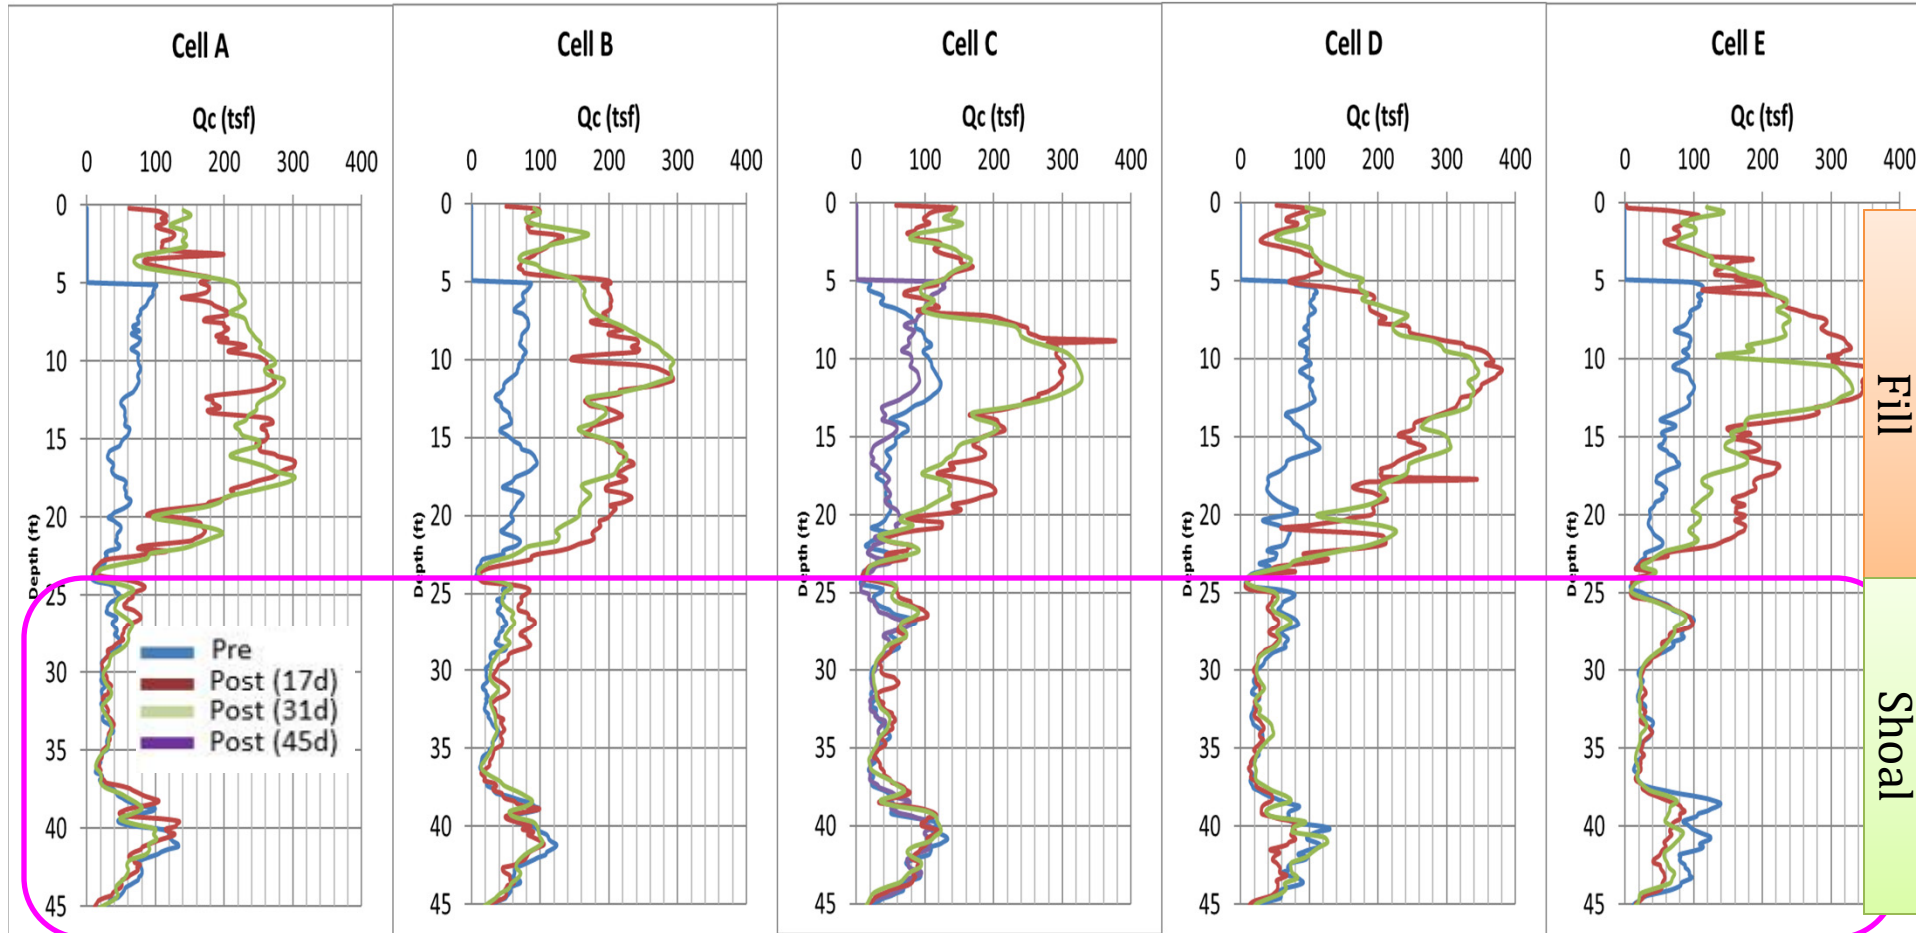 Cell A
Qc (tsf)
0 100 200 300 400
0
5
10
15
20
25
30
35
40
45
Depth (ft)
Pre
Post (17d)
Post (31d)
Post (45d)
Cell B
Qc (tsf)
0 100 200 300 400
0
5
10
15
20
25
30
35
40
45
Depth (ft)
Cell C
Qc (tsf)
0 100 200 300 400
0
5
10
15
20
25
30
35
40
45
Depth (ft)
Cell D
Qc (tsf)
0 100 200 300 400
0
5
10
15
20
25
30
35
40
45
Depth (ft)
Cell E
Qc (tsf)
0 100 200 300 400
0
5
10
15
20
25
30
35
40
45
Depth (ft)
Fill
Shoal